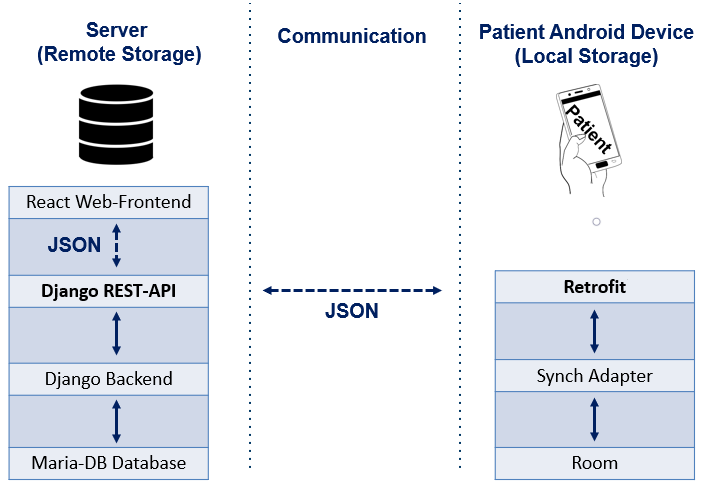 Server
(Remote Storage)
Communication
Patient Android Device
(Local Storage)
Patient
React Web-Frontend
JSON
Django REST-API
Django Backend
Maria-DB Database
JSON
Retrofit
Synch Adapter
Room